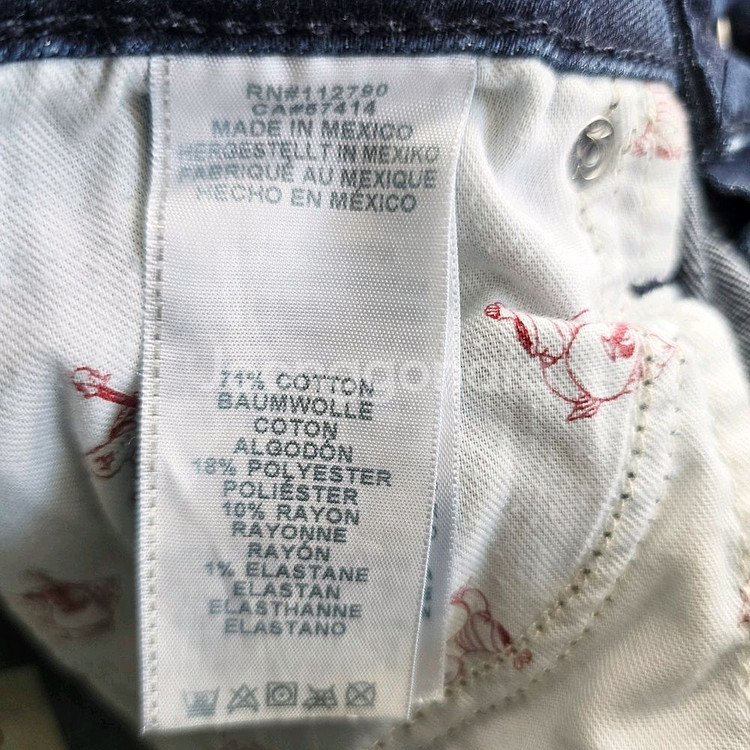 RN#112790
CA#57414
MADE IN MEXICO
HERGESTELLT IN MEXIKO
FABRIQUÉ AU MEXIQUE
HECHO EN MÉXICO
71% COTTON
BAUMWOLLE
COTON
ALGODÓN
18% POLYESTER
POLIÉSTER
10% RAYON
RAYONNE
RAYÓN
1% ELASTANE
ELASTAN
ELASTHANNE
ELASTANO